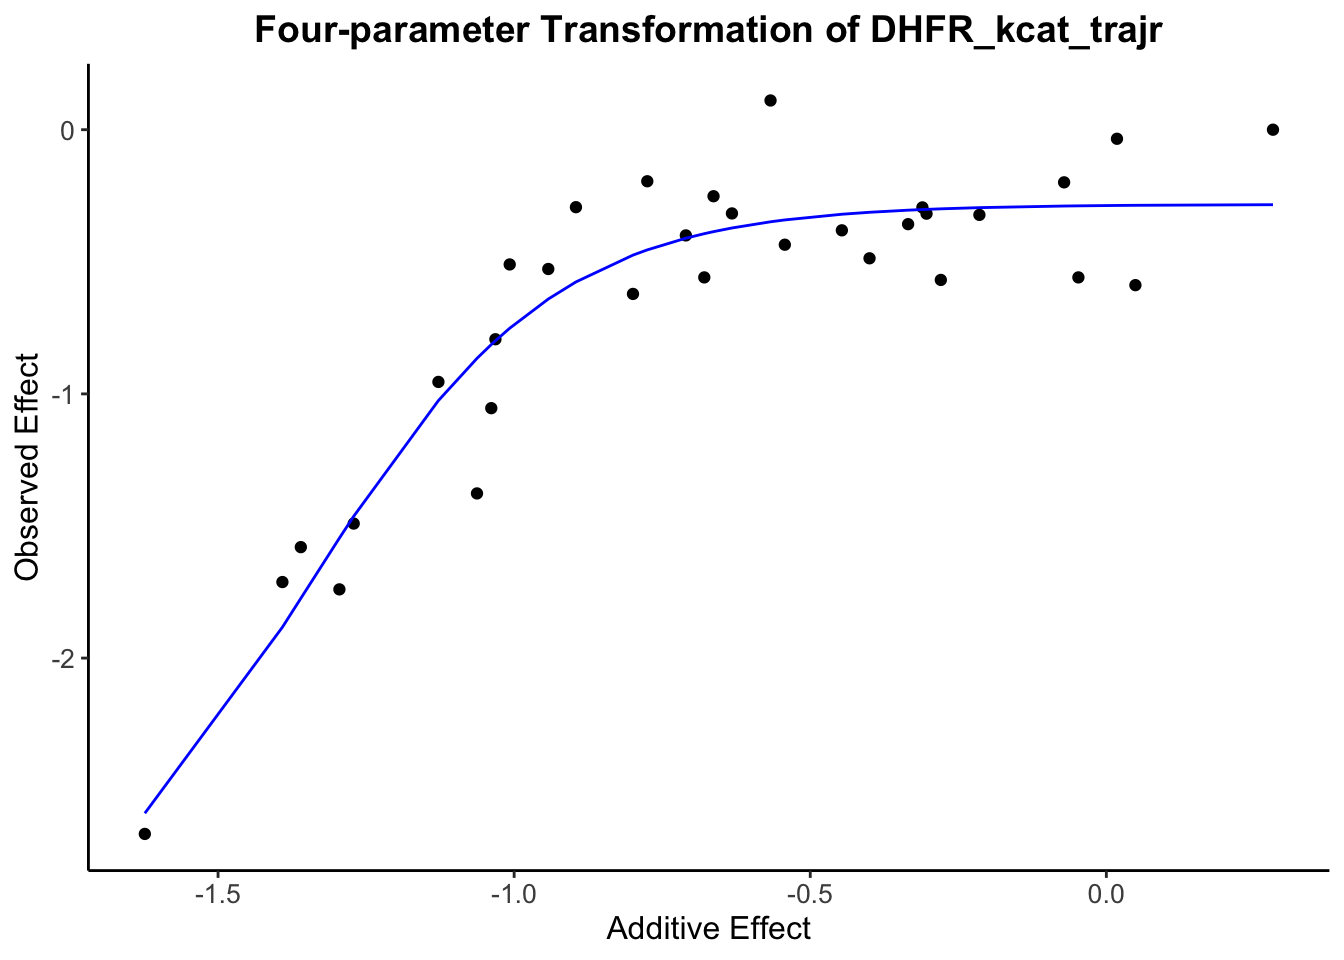 Four-parameter Transformation of DHFR_kcat_trajr
0
-1
-2
Observed Effect
-1.5 -1.0 -0.5 0.0
Additive Effect